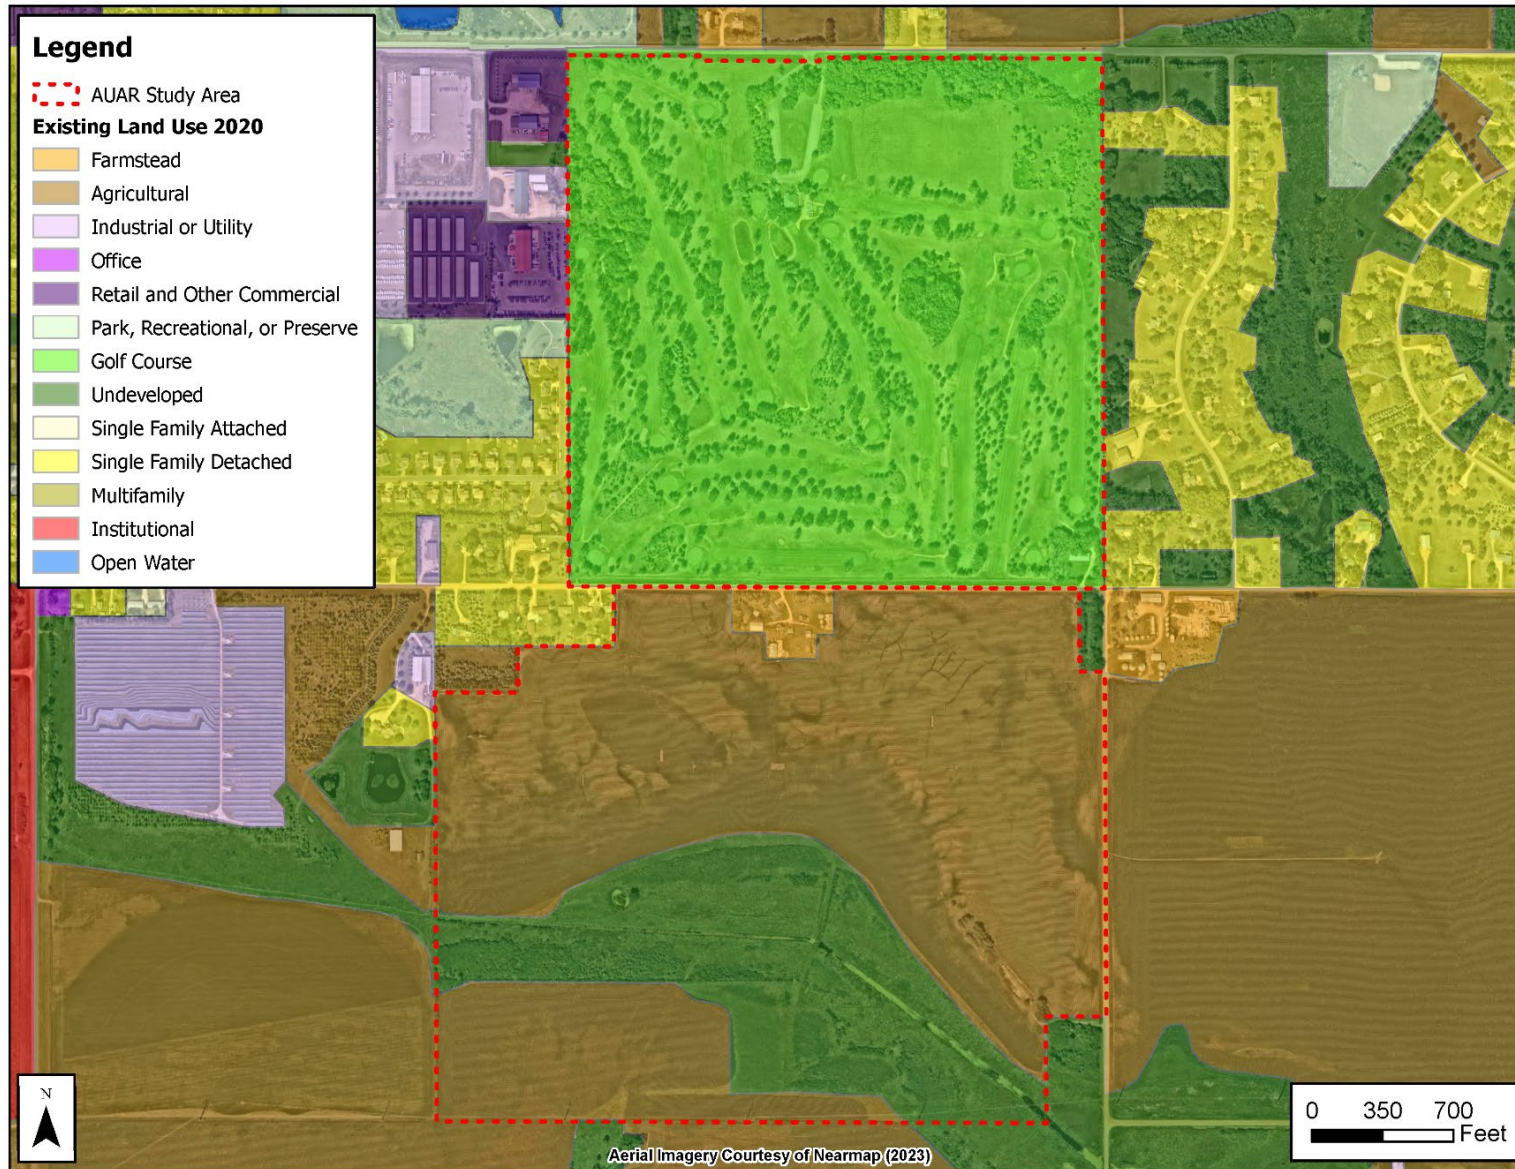 Legend
AUAR Study Area
Existing Land Use 2020
Farmstead
Agricultural
Industrial or Utility
Office
Retail and Other Commercial
Park, Recreational, or Preserve
Golf Course
Undeveloped
Single Family Attached
Single Family Detached
Multifamily
Institutional
Open Water
N
0 350 700
Feet
Aerial Imagery Courtesy of Nearmap (2023)